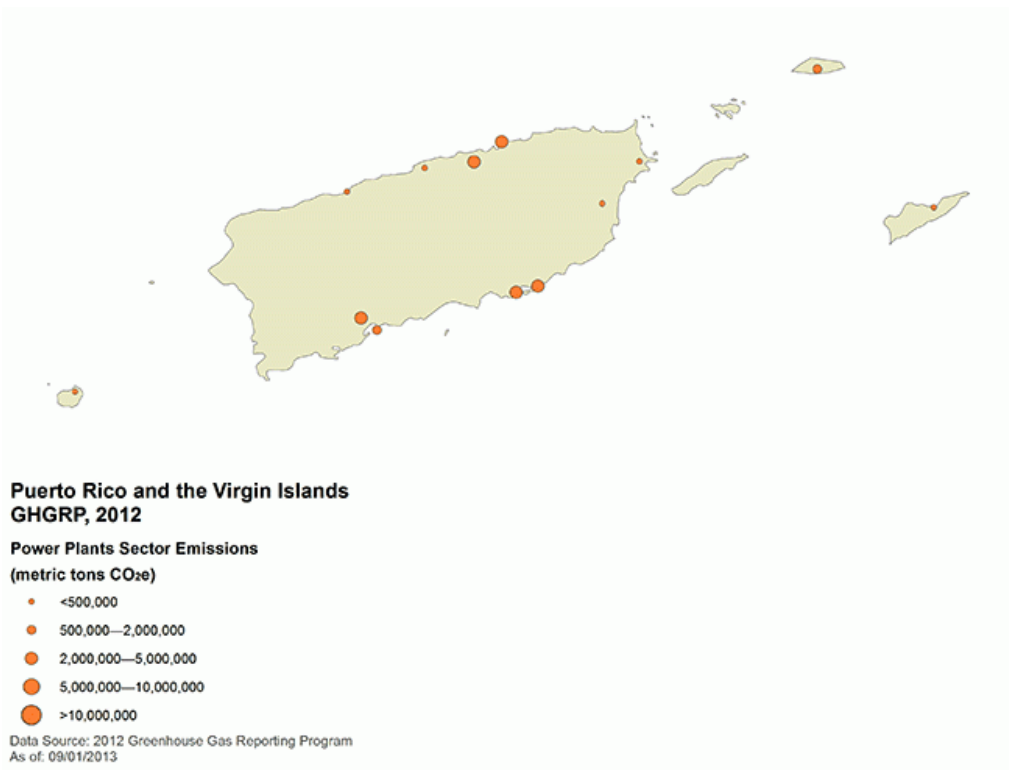 Puerto Rico and the Virgin Islands
GHGRP, 2012
Power Plants Sector Emissions
(metric tons CO₂e)
<500,000
500,000—2,000,000
2,000,000—5,000,000
5,000,000—10,000,000
>10,000,000
Data Source: 2012 Greenhouse Gas Reporting Program
As of: 09/01/2013